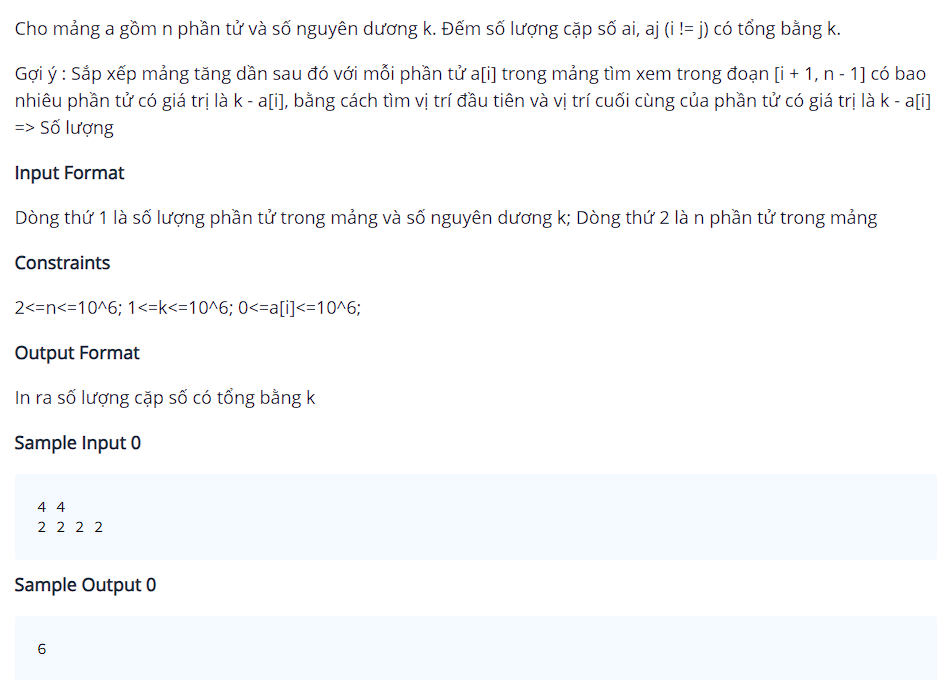 Cho mảng a gồm n phần tử và số nguyên dương k. Đếm số lượng cặp số ai, aj (i != j) có tổng bằng k.
Gợi ý : Sắp xếp mảng tăng dần sau đó với mỗi phần tử a[i] trong mảng tìm xem trong đoạn [i + 1, n - 1] có bao
nhiêu phần tử có giá trị là k - a[i], bằng cách tìm vị trí đầu tiên và vị trí cuối cùng của phần tử có giá trị là k - a[i]
=> Số lượng
Input Format
Dòng thứ 1 là số lượng phần tử trong mảng và số nguyên dương k; Dòng thứ 2 là n phần tử trong mảng
Constraints
2<=n<=10^6; 1<=k<=10^6; 0<=a[i]<=10^6;
Output Format
In ra số lượng cặp số có tổng bằng k
Sample Input 0
4 4
2 2 2 2
Sample Output 0
6